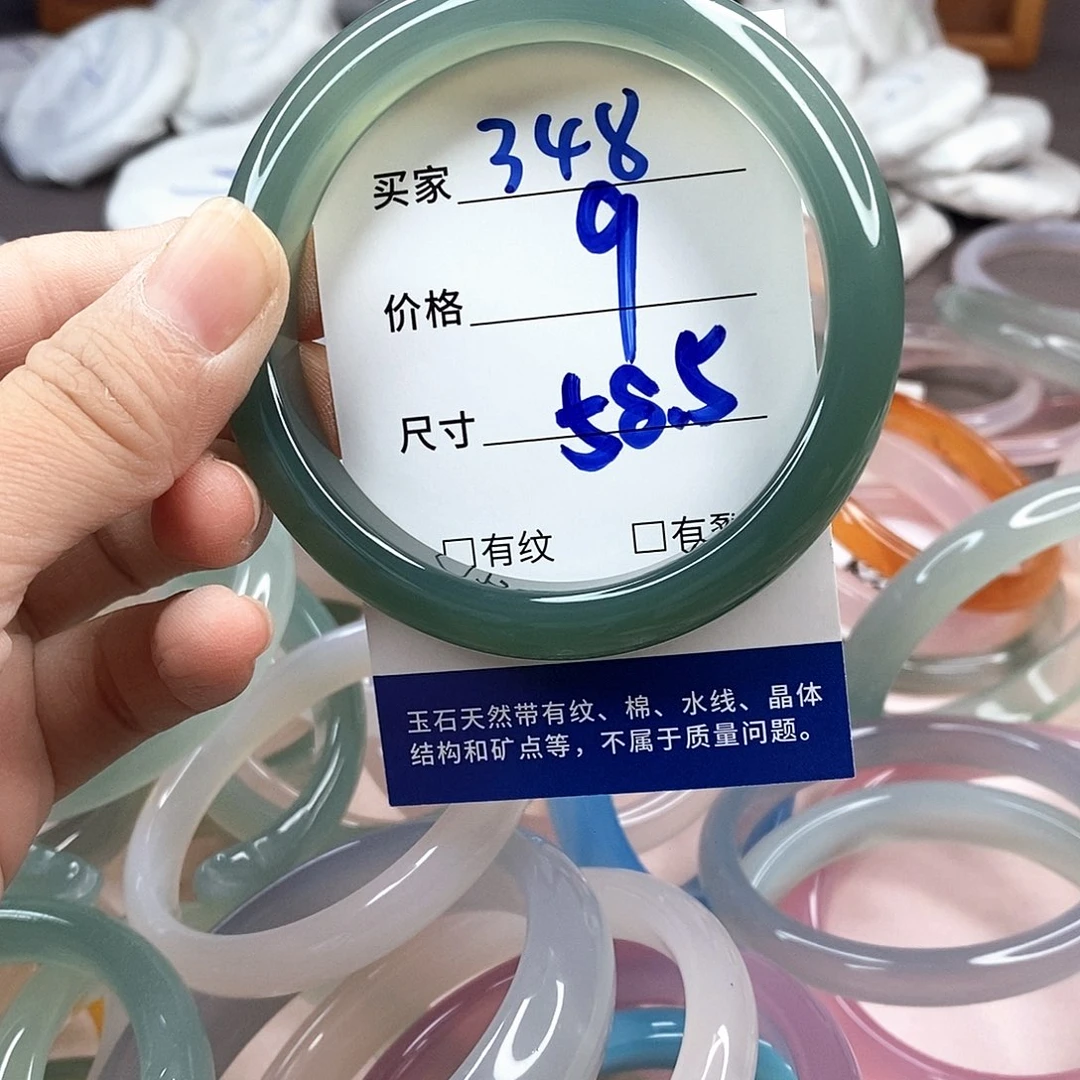 买家 348
价格 9
尺寸 58.5
□有纹 □有
玉石天然带有纹、棉、水线、晶体
结构和矿点等，不属于质量问题。